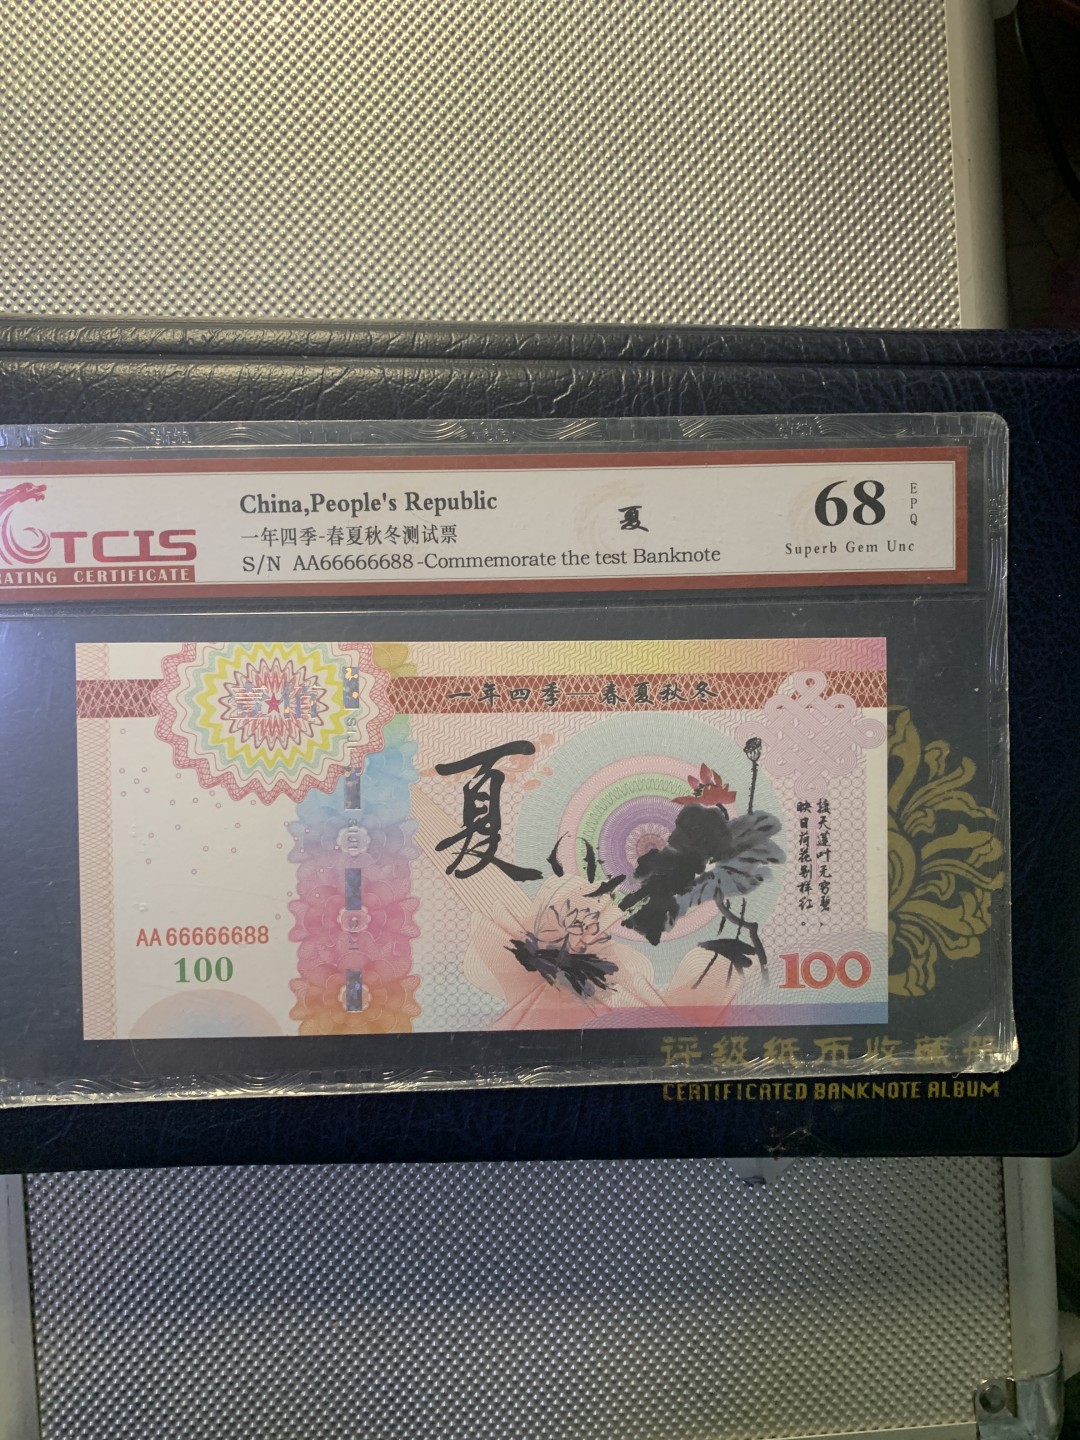 TCIS
RATING CERTIFICATE
China,People's Republic
一年四季-春夏秋冬测试票
S/N AA66666688-Commemorate the test Banknote
夏
68
EPQ
Superb Gem Unc
壹佰
一年四季—春夏秋冬
夏
接天莲叶无穷碧，
映日荷花别样红。
AA66666688
100
100
评级纸币收藏册
CERTIFICATED BANKNOTE ALBUM